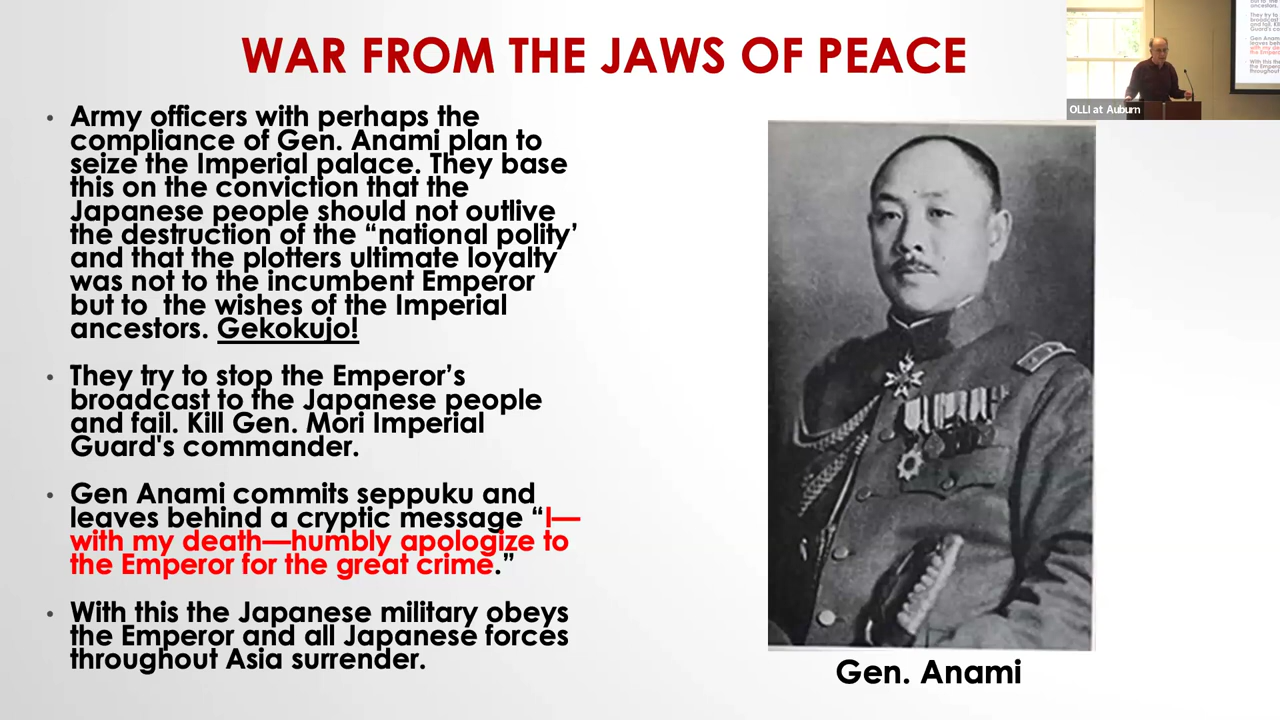 WAR FROM THE JAWS OF PEACE
• Army officers with perhaps the
compliance of Gen. Anami plan to
seize the Imperial palace. They base
this on the conviction that the
Japanese people should not outlive
the destruction of the “national polity’
and that the plotters ultimate loyalty
was not to the incumbent Emperor
but to  the wishes of the Imperial
ancestors. Gekokujo!
• They try to stop the Emperor’s
broadcast to the Japanese people
and fail. Kill Gen. Mori Imperial
Guard's commander.
• Gen Anami commits seppuku and
leaves behind a cryptic message “I—
with my death—humbly apologize to
the Emperor for the great crime.”
• With this the Japanese military obeys
the Emperor and all Japanese forces
throughout Asia surrender.
Gen. Anami
OLLI at Auburn